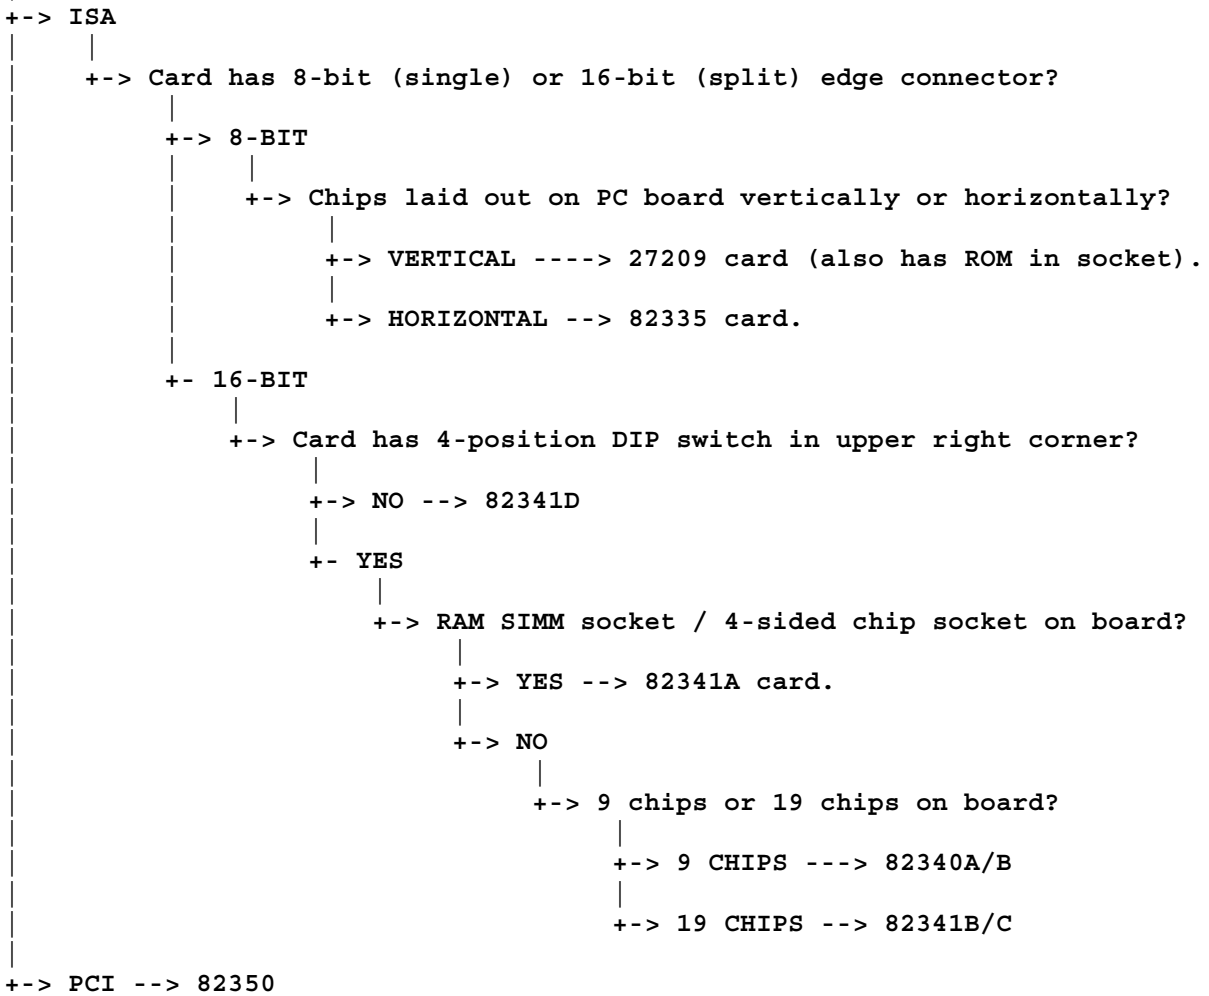 +-> ISA
|    |
|    +-> Card has 8-bit (single) or 16-bit (split) edge connector?
|         |
|         +-> 8-BIT
|         |    |
|         |    +-> Chips laid out on PC board vertically or horizontally?
|         |         |
|         |         +-> VERTICAL ----> 27209 card (also has ROM in socket).
|         |         |
|         |         +-> HORIZONTAL --> 82335 card.
|         |
|         +- 16-BIT
|             |
|             +-> Card has 4-position DIP switch in upper right corner?
|                  |
|                  +-> NO --> 82341D
|                  |
|                  +- YES
|                      |
|                      +-> RAM SIMM socket / 4-sided chip socket on board?
|                           |
|                           +-> YES --> 82341A card.
|                           |
|                           +-> NO
|                                |
|                                +-> 9 chips or 19 chips on board?
|                                     |
|                                     +-> 9 CHIPS ---> 82340A/B
|                                     |
|                                     +-> 19 CHIPS --> 82341B/C
|
+-> PCI --> 82350